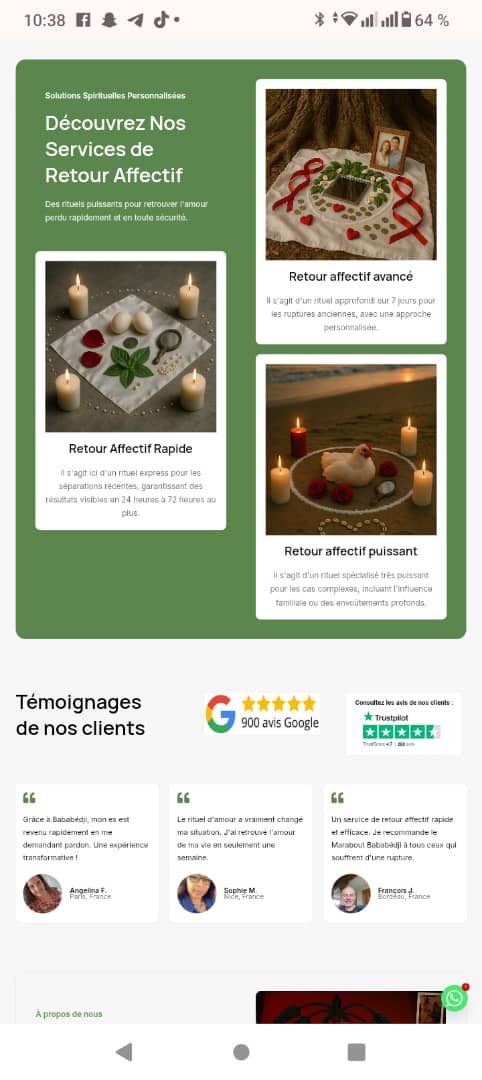 10:38
64 %
Solutions Spirituelles Personnalisées
Découvrez Nos
Services de
Retour Affectif
Des rituels puissants pour retrouver l'amour
perdu rapidement et en toute sécurité.
Retour Affectif Rapide
Il s'agit ici d'un rituel express pour les
séparations récentes, garantissant des
résultats visibles en 24 heures à 72 heures au
plus.
Retour affectif avancé
Il s'agit d'un rituel approfondi sur 7 jours pour
les ruptures anciennes, avec une approche
personnalisée.
Retour affectif puissant
Il s'agit d'un rituel spécialisé très puissant
pour les cas complexes, incluant l'influence
familiale ou des envoûtements profonds.
Témoignages
de nos clients
900 avis Google
Consultez les avis de nos clients :
Trustpilot
TrustScore 4.7 | 288 avis
Grâce à Bababédji, mon ex est
revenu rapidement en me
demandant pardon. Une expérience
transformative !
Angelina F.
Paris, France
Le rituel d'amour a vraiment changé
ma situation. J'ai retrouvé l'amour
de ma vie en seulement une
semaine.
Sophie M.
Nice, France
Un service de retour affectif rapide
et efficace. Je recommande le
Marabout Bababédji à tous ceux qui
souffrent d'une rupture.
François J.
Bordeau, France
À propos de nous